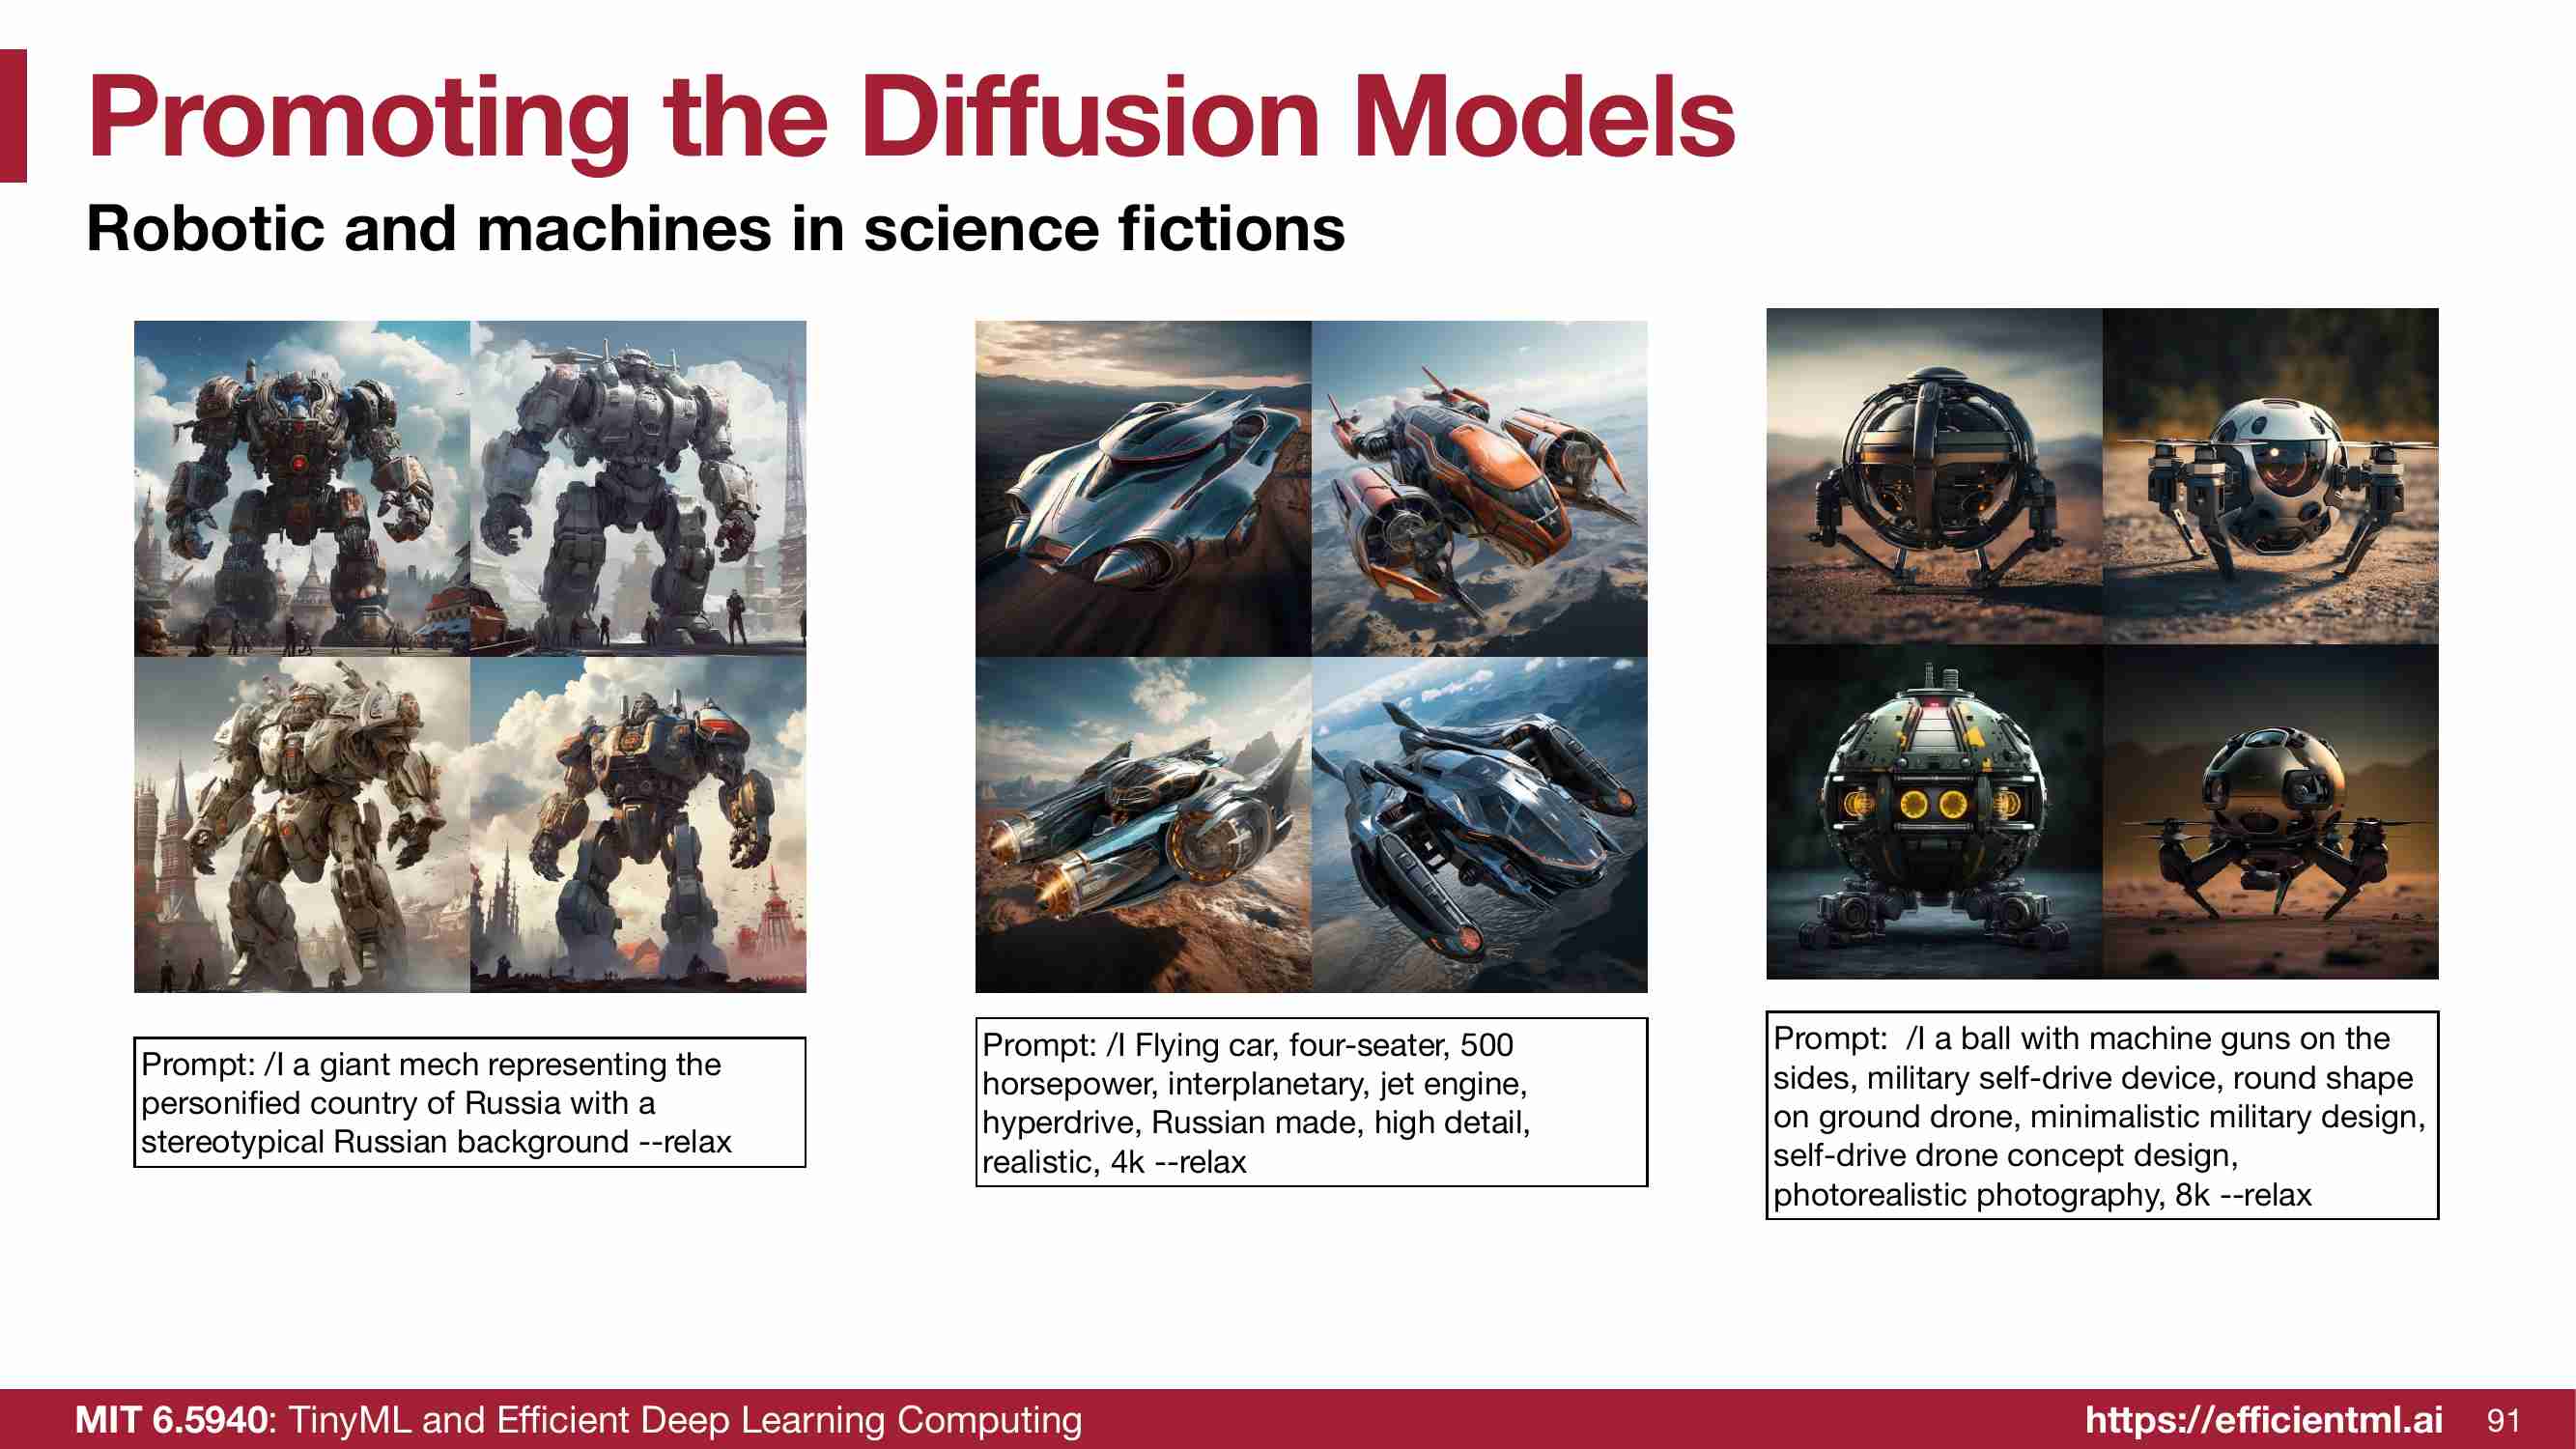 Promoting the Diffusion Models
Robotic and machines in science fictions
Prompt: /I a giant mech representing the
personified country of Russia with a
stereotypical Russian background --relax
Prompt: /I Flying car, four-seater, 500
horsepower, interplanetary, jet engine,
hyperdrive, Russian made, high detail,
realistic, 4k --relax
Prompt:  /I a ball with machine guns on the
sides, military self-drive device, round shape
on ground drone, minimalistic military design,
self-drive drone concept design,
photorealistic photography, 8k --relax
MIT 6.5940: TinyML and Efficient Deep Learning Computing
https://efficientml.ai 91